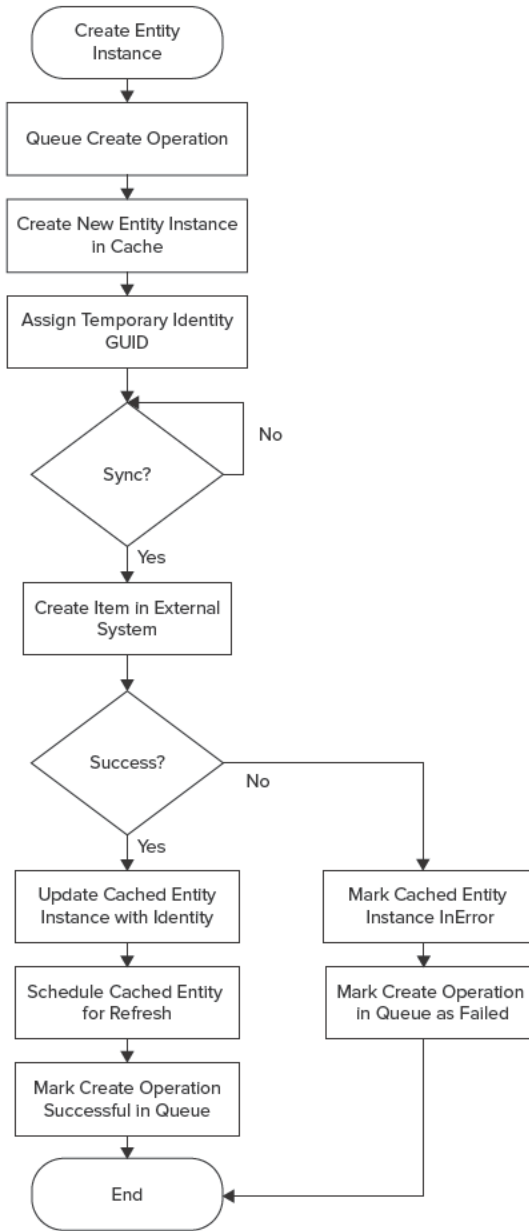 Create Entity
Instance
Queue Create Operation
Create New Entity Instance
in Cache
Assign Temporary Identity
GUID
No
Sync?
Yes
Create Item in External
System
Success?
No
Yes
Update Cached Entity
Instance with Identity
Mark Cached Entity
Instance InError
Schedule Cached Entity
for Refresh
Mark Create Operation
in Queue as Failed
Mark Create Operation
Successful in Queue
End